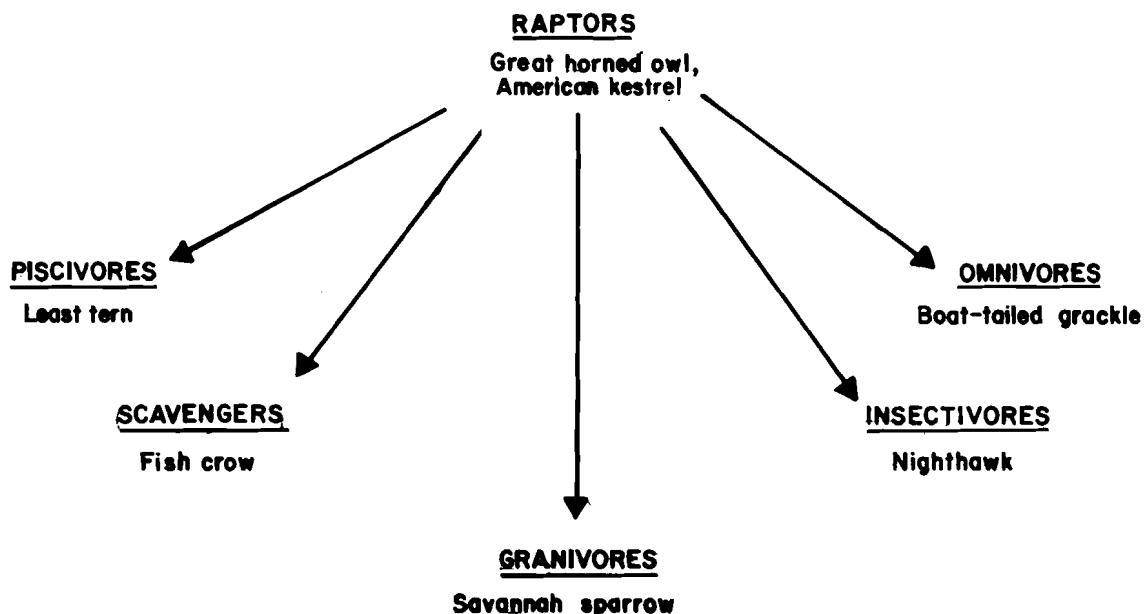 RAPTORS
Great horned owl,
American kestrel
PISCIVORES
Least tern
OMNIVORES
Boat-tailed grackle
SCAVENGERS
Fish crow
INSECTIVORES
Nighthawk
GRANIVORES
Savannah sparrow